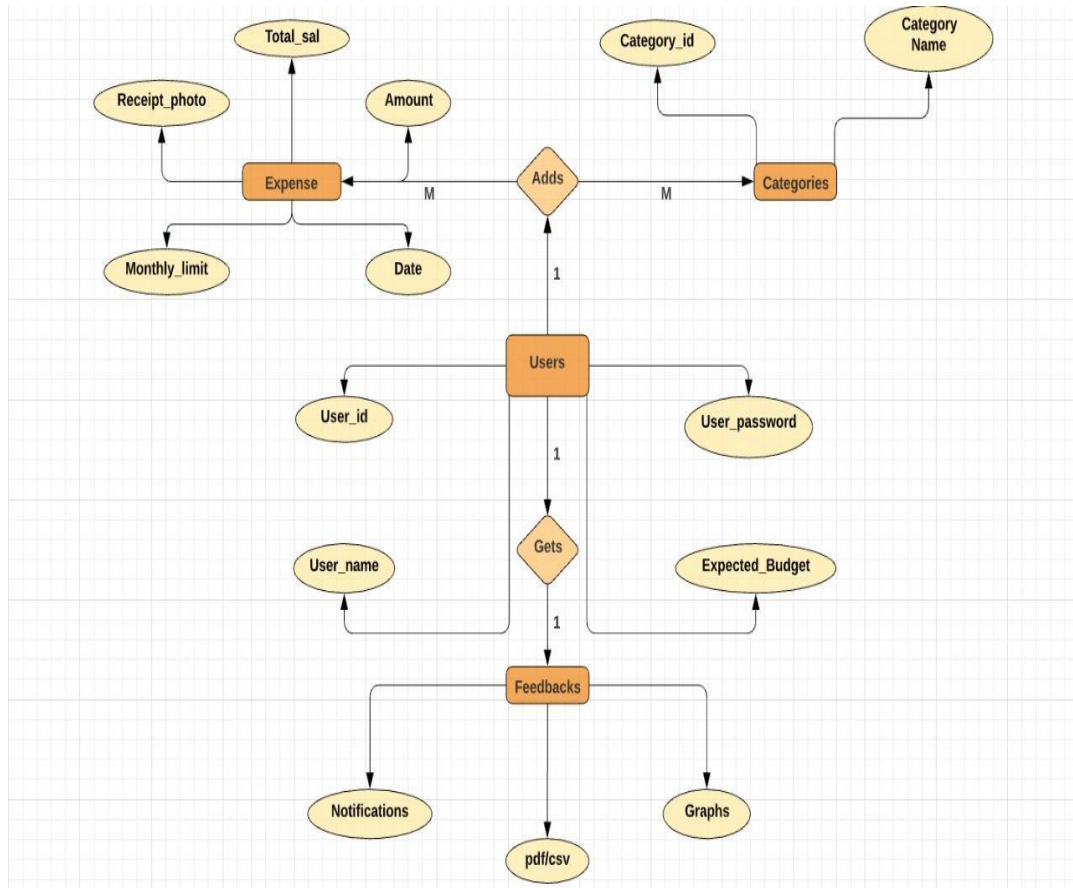 Total_sal
Category_id
Category
Name
Receipt_photo
Amount
Expense
M
Adds
M
Categories
Monthly_limit
Date
1
Users
User_id
User_password
1
User_name
Gets
Expected_Budget
1
Feedbacks
Notifications
Graphs
pdf/csv